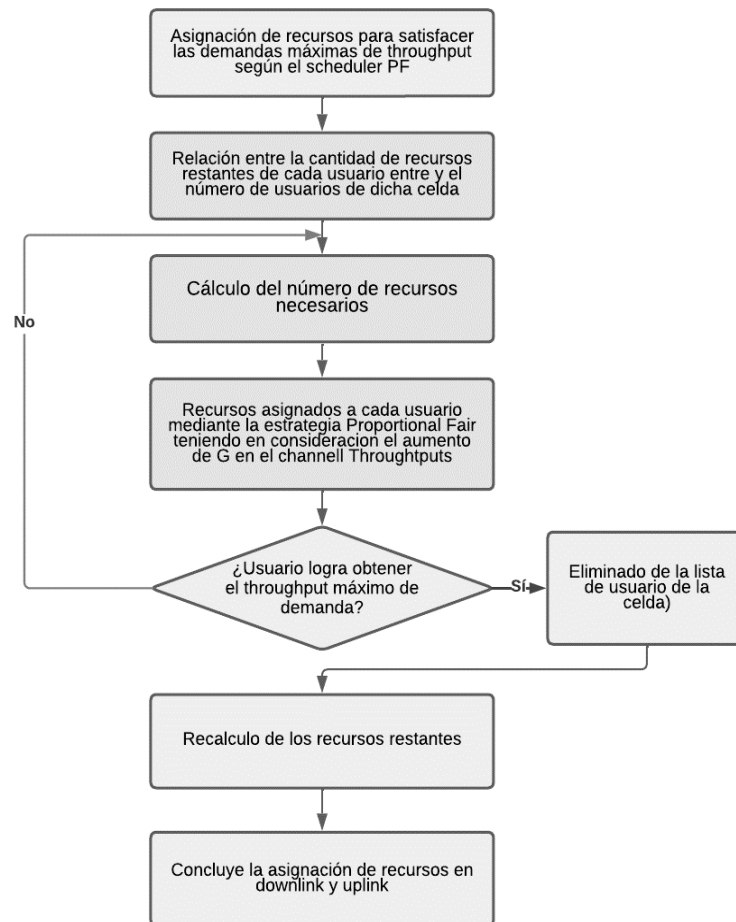 Asignación de recursos para satisfacer
las demandas máximas de throughput
según el scheduler PF
Relación entre la cantidad de recursos
restantes de cada usuario entre y el
número de usuarios de dicha celda
Cálculo del número de recursos
necesarios
No
Recursos asignados a cada usuario
mediante la estrategia Proportional Fair
teniendo en consideracion el aumento
de G en el channell Throughtputs
¿Usuario logra obtener
el throughput máximo de
demanda?
Sí
Eliminado de la lista
de usuario de la
celda)
Recalculo de los recursos restantes
Concluye la asignación de recursos en
downlink y uplink